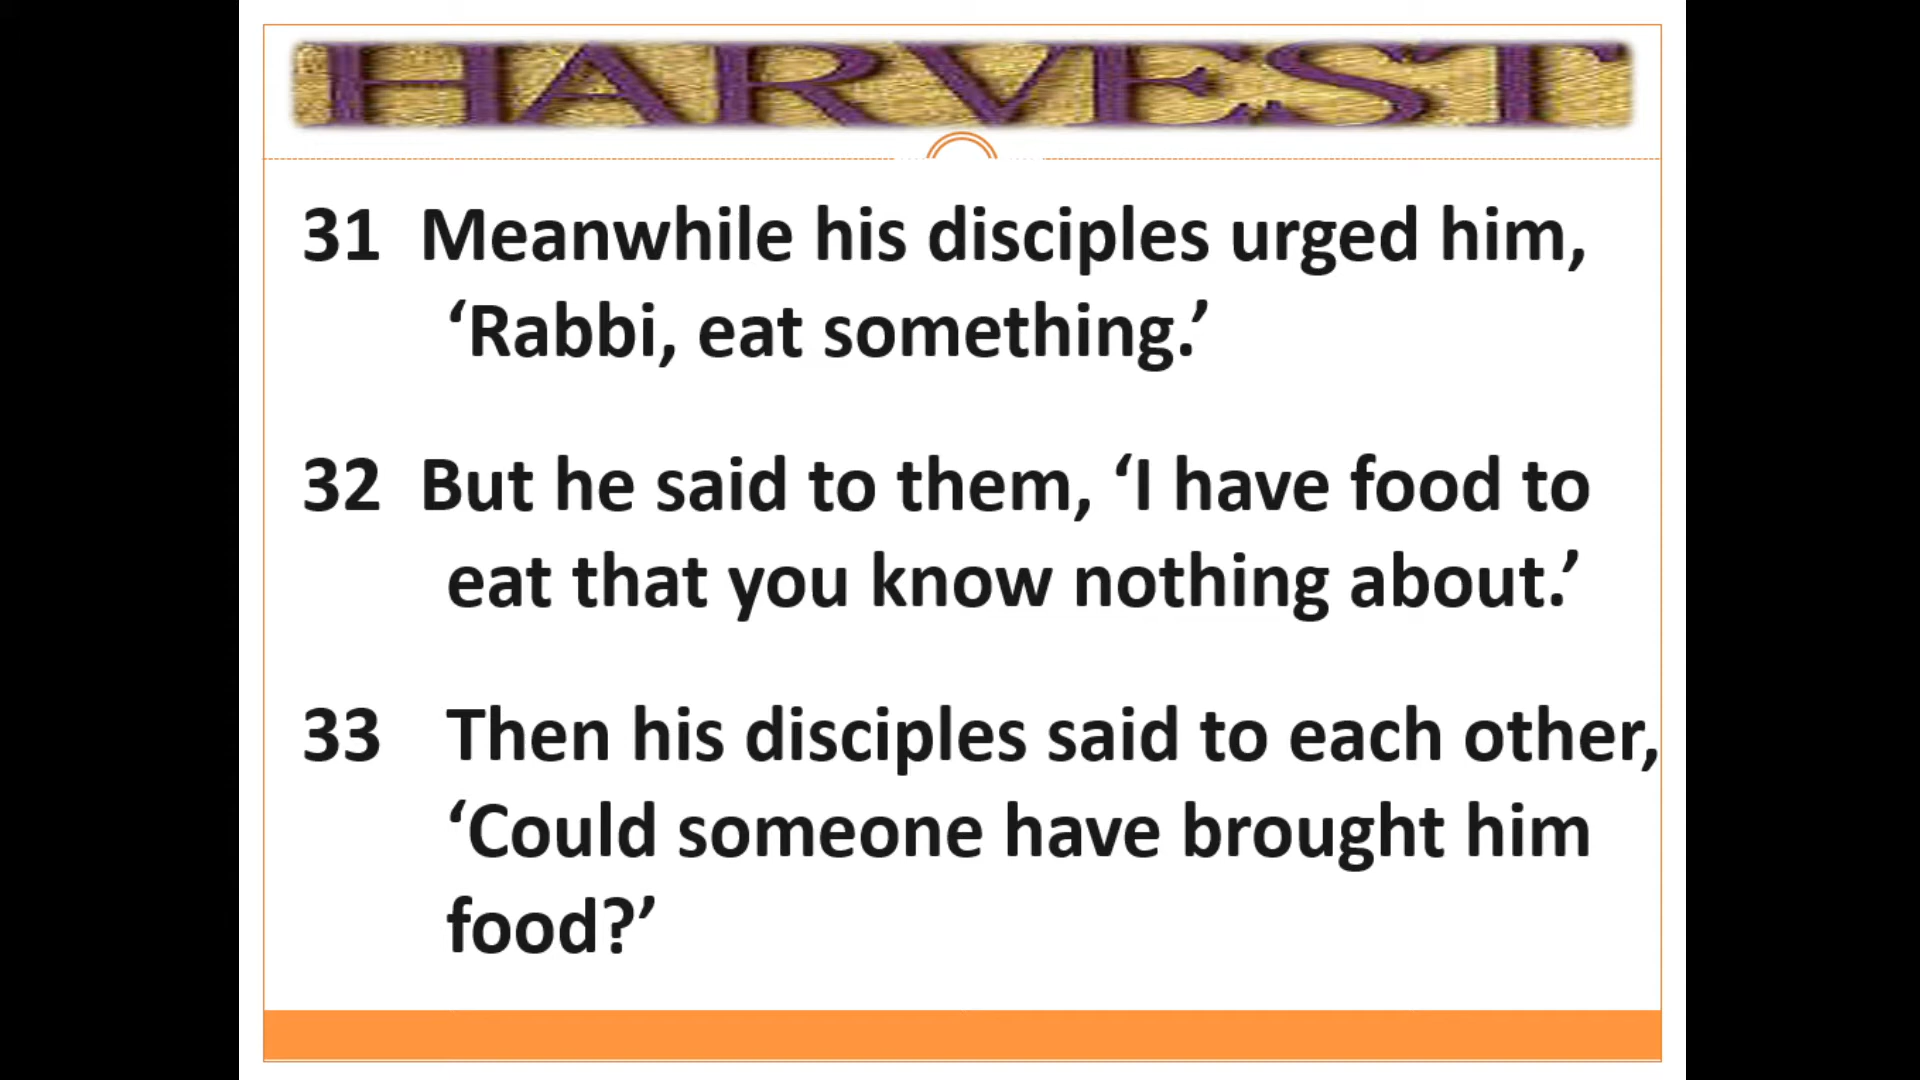 HARVEST
31 Meanwhile his disciples urged him,
‘Rabbi, eat something.’
32 But he said to them, ‘I have food to
eat that you know nothing about.’
33 Then his disciples said to each other,
‘Could someone have brought him
food?’